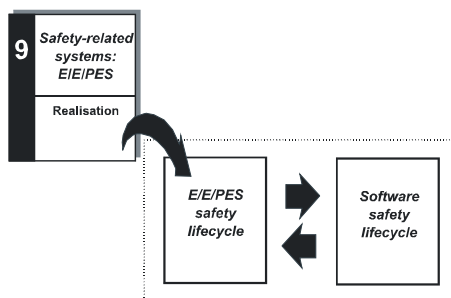 9
Safety-related
systems:
E/E/PES
Realisation
E/E/PES
safety
lifecycle
Software
safety
lifecycle